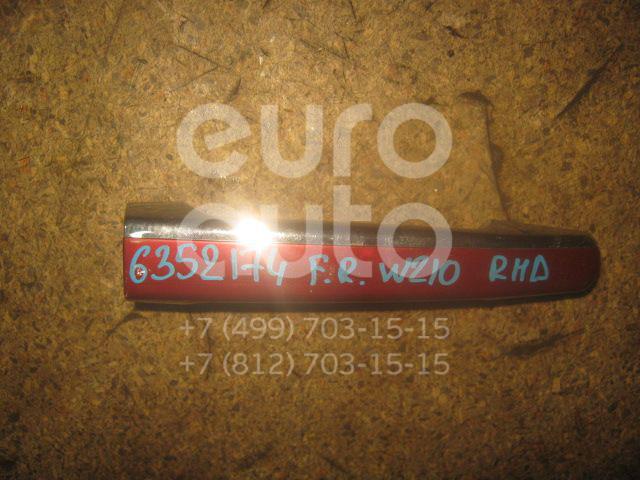 euro
auto
6352174 F.R. W210 RHD
+7 (499) 703-15-15
+7 (812) 703-15-15